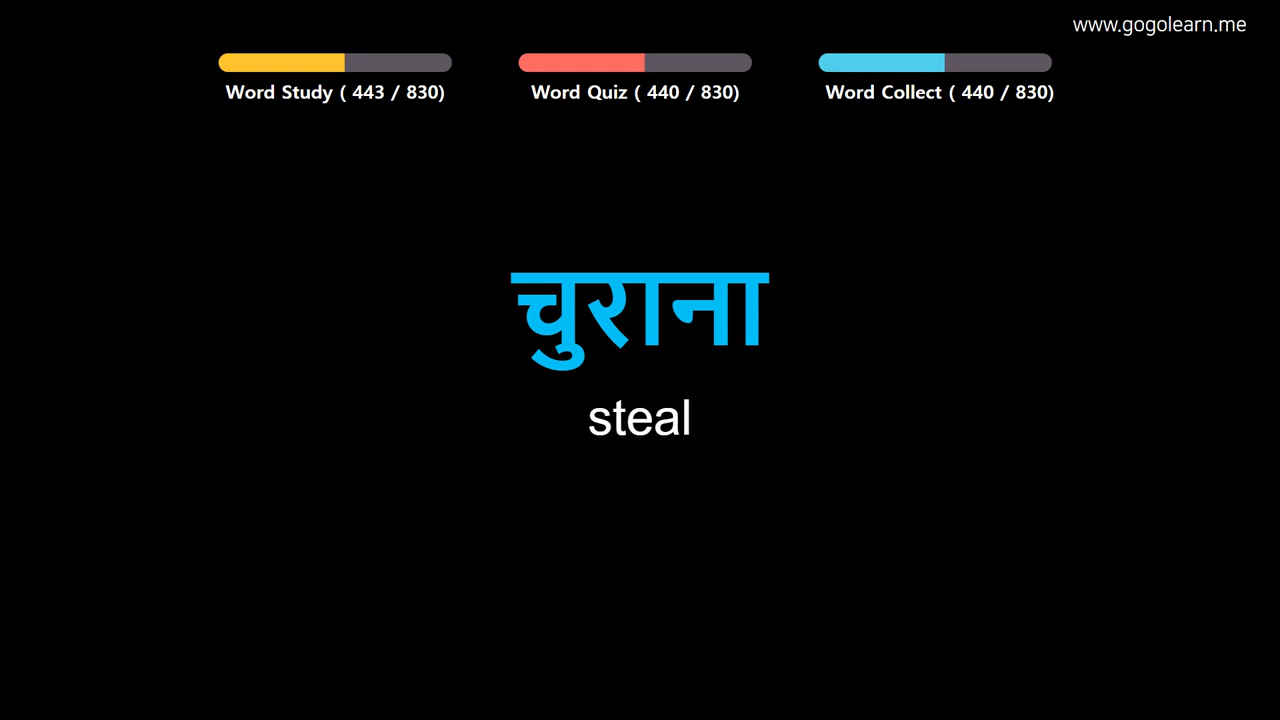 www.gogolearn.me
Word Study ( 443 / 830)
Word Quiz ( 440 / 830)
Word Collect ( 440 / 830)
चुराना
steal